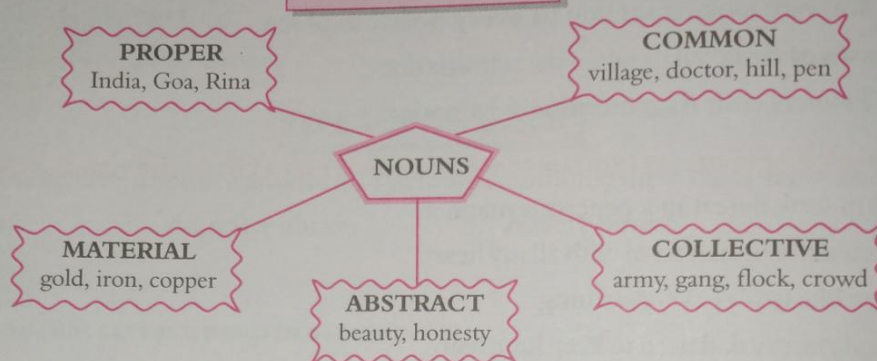 PROPER
India, Goa, Rina
COMMON
village, doctor, hill, pen
NOUNS
MATERIAL
gold, iron, copper
COLLECTIVE
army, gang, flock, crowd
ABSTRACT
beauty, honesty